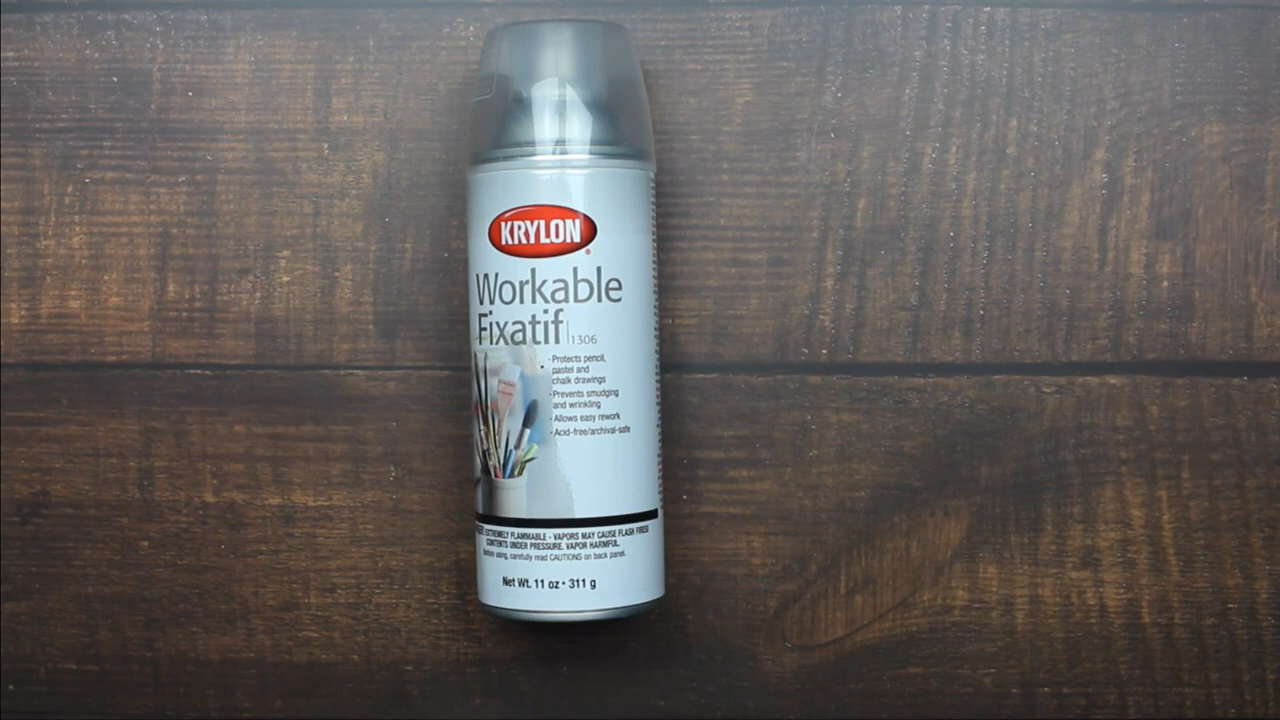 KRYLON
Workable
Fixatif 1306
· Protects pencil,
pastel and
chalk drawings
· Prevents smudging
and wrinkling
· Allows easy rework
· Acid-free/archival-safe
EXTREMELY FLAMMABLE - VAPORS MAY CAUSE FLASH FIRES!
CONTENTS UNDER PRESSURE. VAPOR HARMFUL.
Before using, carefully read CAUTIONS on back panel.
Net Wt. 11 oz • 311 g